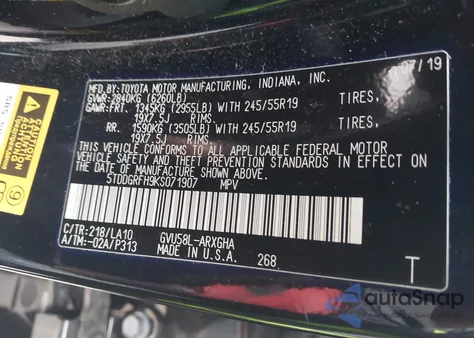 MFD. BY: TOYOTA MOTOR MANUFACTURING, INDIANA, INC. 07/19
GVWR: 2840KG (6260LB)
GAWR: FRT. 1345KG (2955LB) WITH 245/55R19 TIRES,
19X7.5J RIMS
RR. 1590KG (3505LB) WITH 245/55R19 TIRES,
19X7.5J RIMS
THIS VEHICLE CONFORMS TO ALL APPLICABLE FEDERAL MOTOR
VEHICLE SAFETY AND THEFT PREVENTION STANDARDS IN EFFECT
ON THE DATE OF MANUFACTURE SHOWN ABOVE.
5TDDGRFH9KS071907 MPV
C/TR: 218/LA10 GVU58L-ARXGHA
A/TM: -02A/P313 MADE IN U.S.A. 268 T
SRS
CAUTION
autoSnap